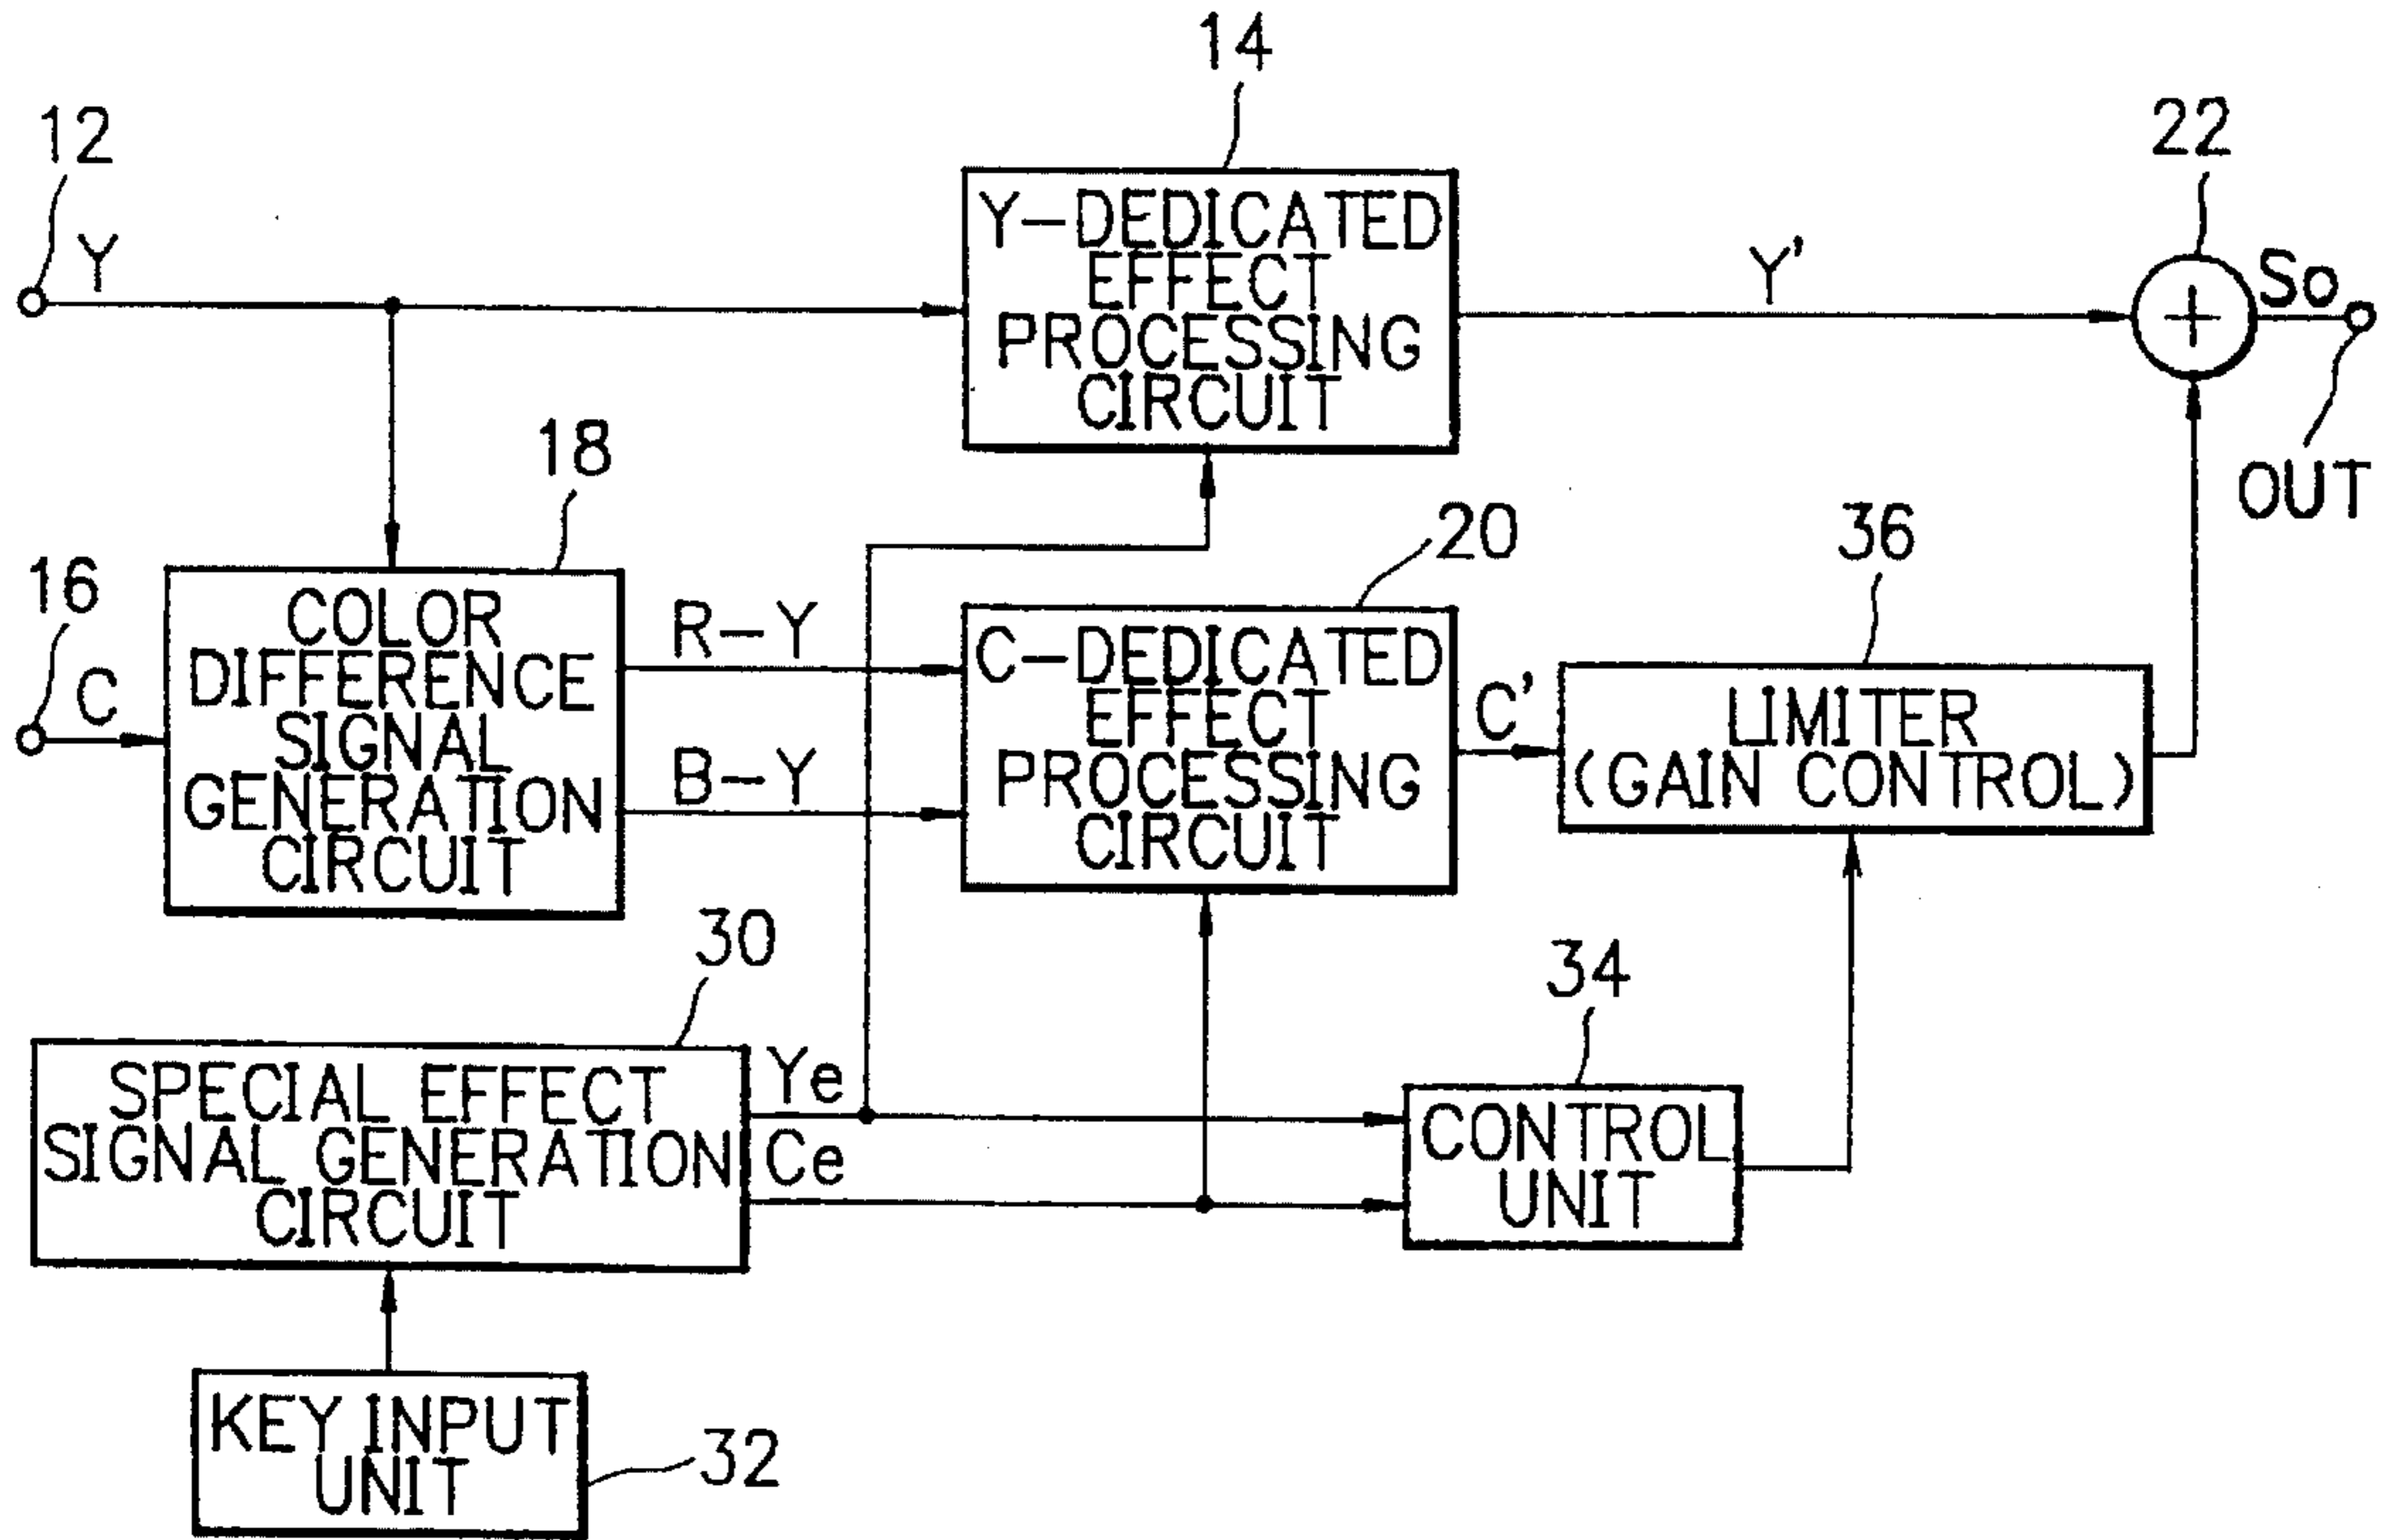 14
12
22
Y
Y-DEDICATED
EFFECT
PROCESSING
CIRCUIT
Y'
So
OUT
18
16
C
COLOR
DIFFERENCE
SIGNAL
GENERATION
CIRCUIT
R-Y
B-Y
20
C-DEDICATED
EFFECT
PROCESSING
CIRCUIT
C'
36
LIMITER
(GAIN CONTROL)
30
SPECIAL EFFECT
SIGNAL GENERATION
CIRCUIT
Ye
Ce
34
CONTROL
UNIT
KEY INPUT
UNIT
32